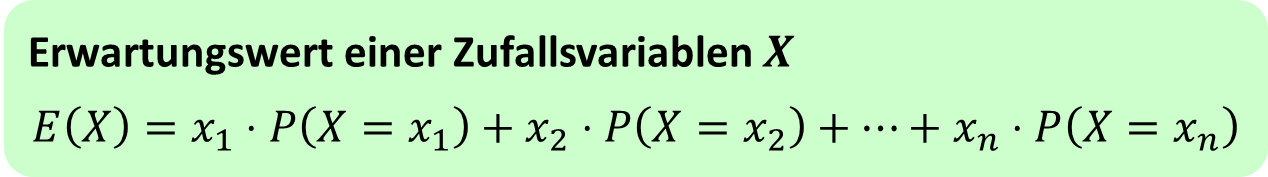 Erwartungswert einer Zufallsvariablen X
E(X) = x₁ · P(X = x₁) + x₂ · P(X = x₂) + ⋯ + xₙ · P(X = xₙ)